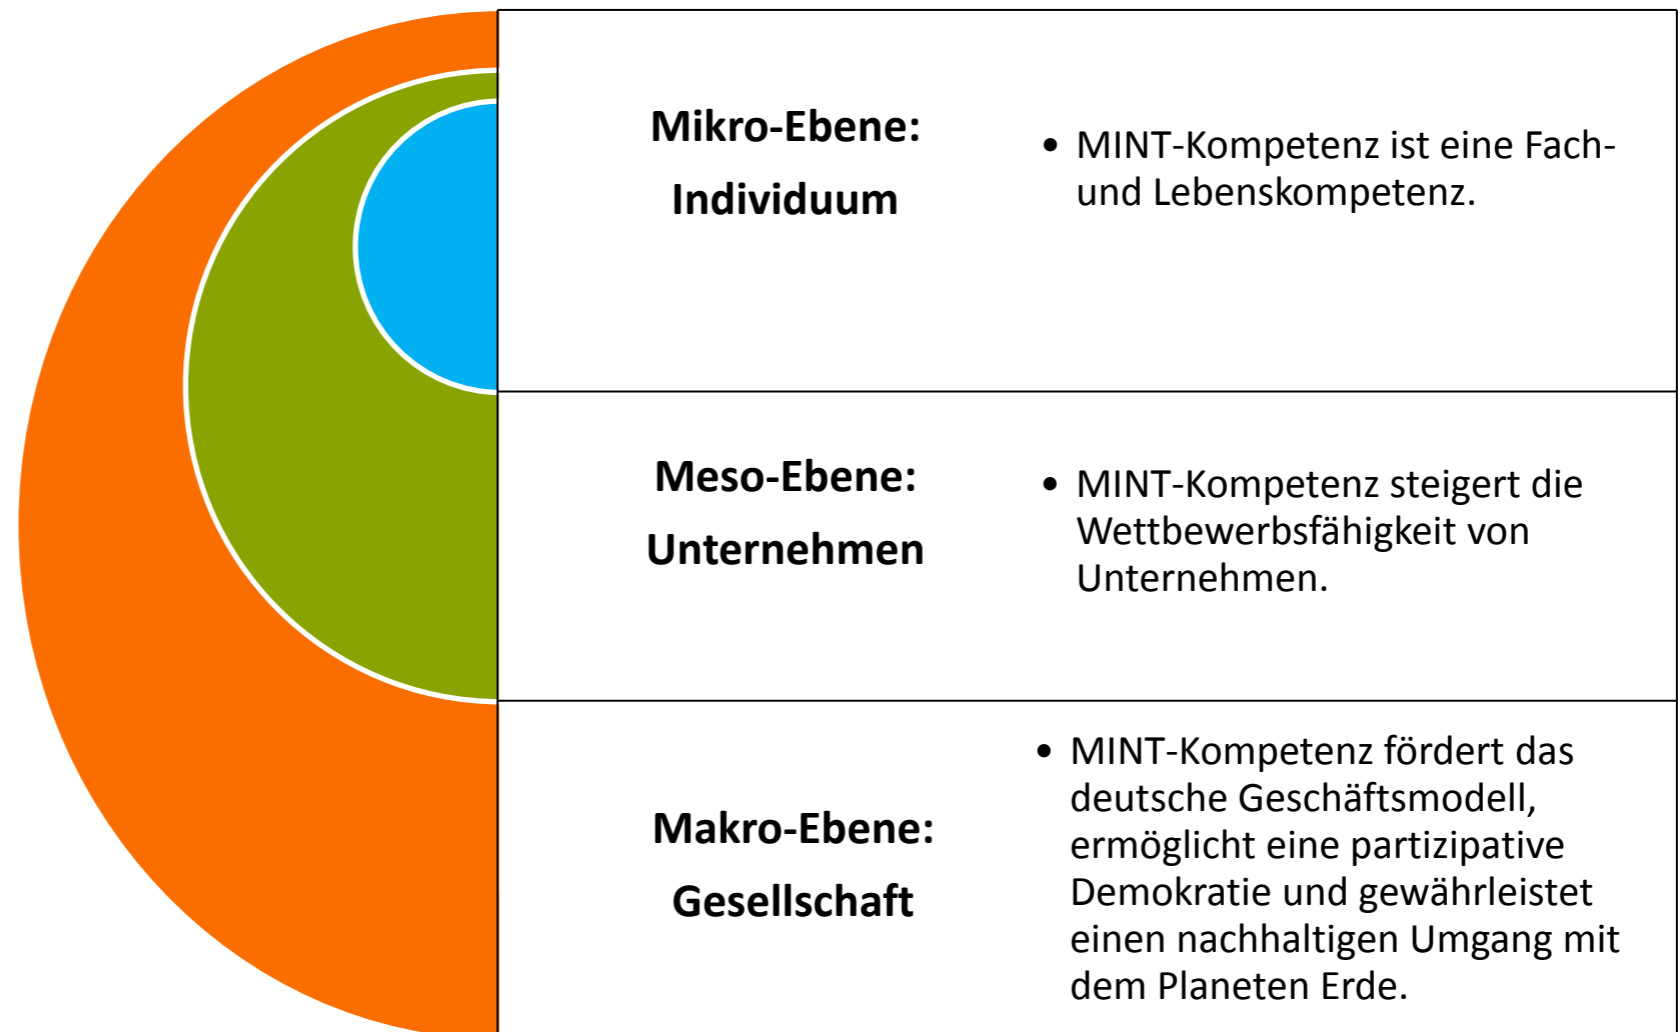 Mikro-Ebene:
Individuum
• MINT-Kompetenz ist eine Fach-
und Lebenskompetenz.
Meso-Ebene:
Unternehmen
• MINT-Kompetenz steigert die
Wettbewerbsfähigkeit von
Unternehmen.
Makro-Ebene:
Gesellschaft
• MINT-Kompetenz fördert das
deutsche Geschäftsmodell,
ermöglicht eine partizipative
Demokratie und gewährleistet
einen nachhaltigen Umgang mit
dem Planeten Erde.